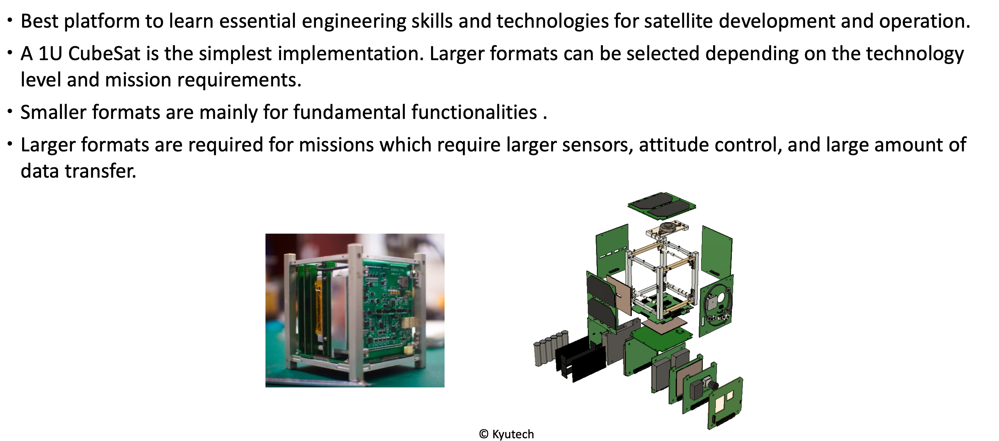 • Best platform to learn essential engineering skills and technologies for satellite development and operation.
• A 1U CubeSat is the simplest implementation. Larger formats can be selected depending on the technology
level and mission requirements.
• Smaller formats are mainly for fundamental functionalities .
• Larger formats are required for missions which require larger sensors, attitude control, and large amount of
data transfer.
© Kyutech